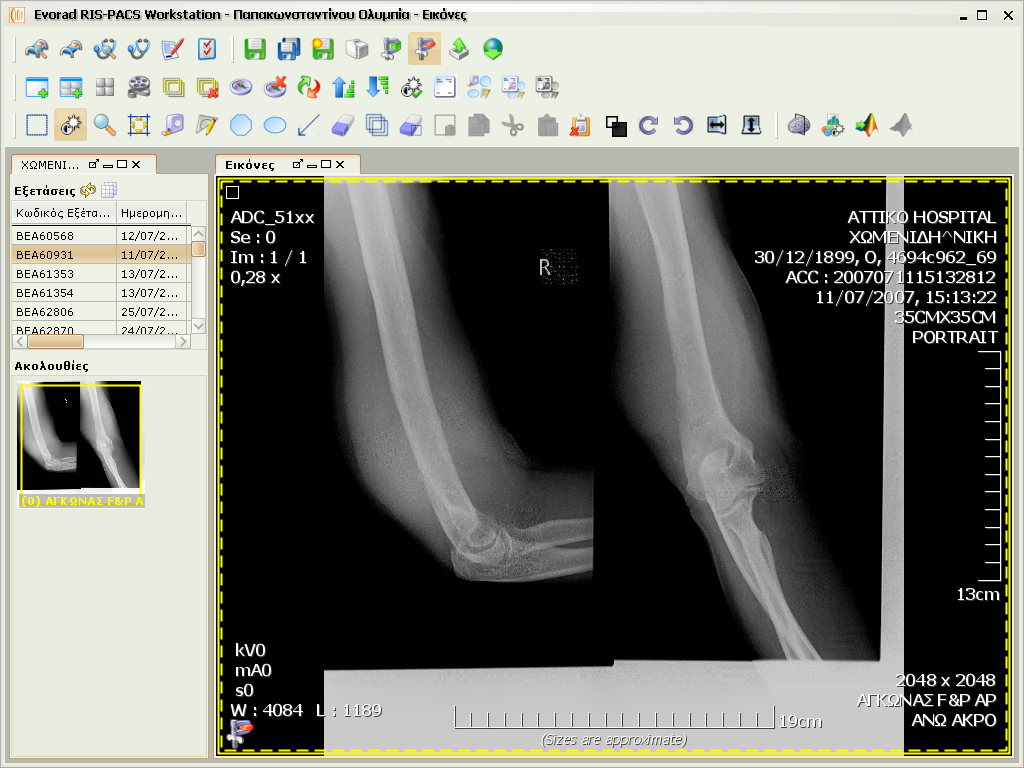 Evorad RIS-PACS Workstation - Παπακωνσταντίνου Ολυμπία - Εικόνες
ΧΩΜΕΝΙ...
Εικόνες
Εξετάσεις
Κωδικός Εξέτα... Ημερομη...
BEA60568 12/07/2...
BEA60931 11/07/2...
BEA61353 13/07/2...
BEA61354 13/07/2...
BEA62806 25/07/2...
BEA62870 24/07/2...
Ακολουθίες
(0) ΑΓΚΩΝΑΣ F&P A
ADC_51xx
Se : 0
Im : 1 / 1
0,28 x
R
ATTIKO HOSPITAL
ΧΩΜΕΝΙΔΗ^ΝΙΚΗ
30/12/1899, O, 4694c962_69
ACC : 2007071115132812
11/07/2007, 15:13:22
35CMX35CM
PORTRAIT
13cm
kV0
mA0
s0
W : 4084 L : 1189
19cm
(Sizes are approximate)
2048 x 2048
ΑΓΚΩΝΑΣ F&P AP
ΑΝΩ ΑΚΡΟ